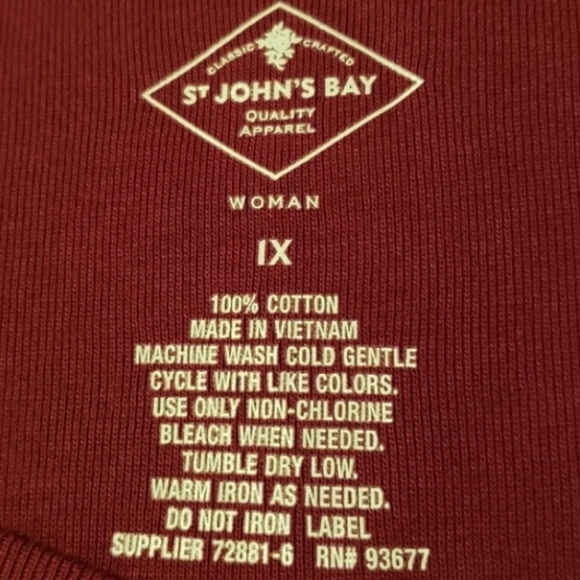 CLASSIC CRAFTED
ST JOHN'S BAY
QUALITY
APPAREL
WOMAN
1X
100% COTTON
MADE IN VIETNAM
MACHINE WASH COLD GENTLE
CYCLE WITH LIKE COLORS.
USE ONLY NON-CHLORINE
BLEACH WHEN NEEDED.
TUMBLE DRY LOW.
WARM IRON AS NEEDED.
DO NOT IRON LABEL
SUPPLIER 72881-6 RN# 93677